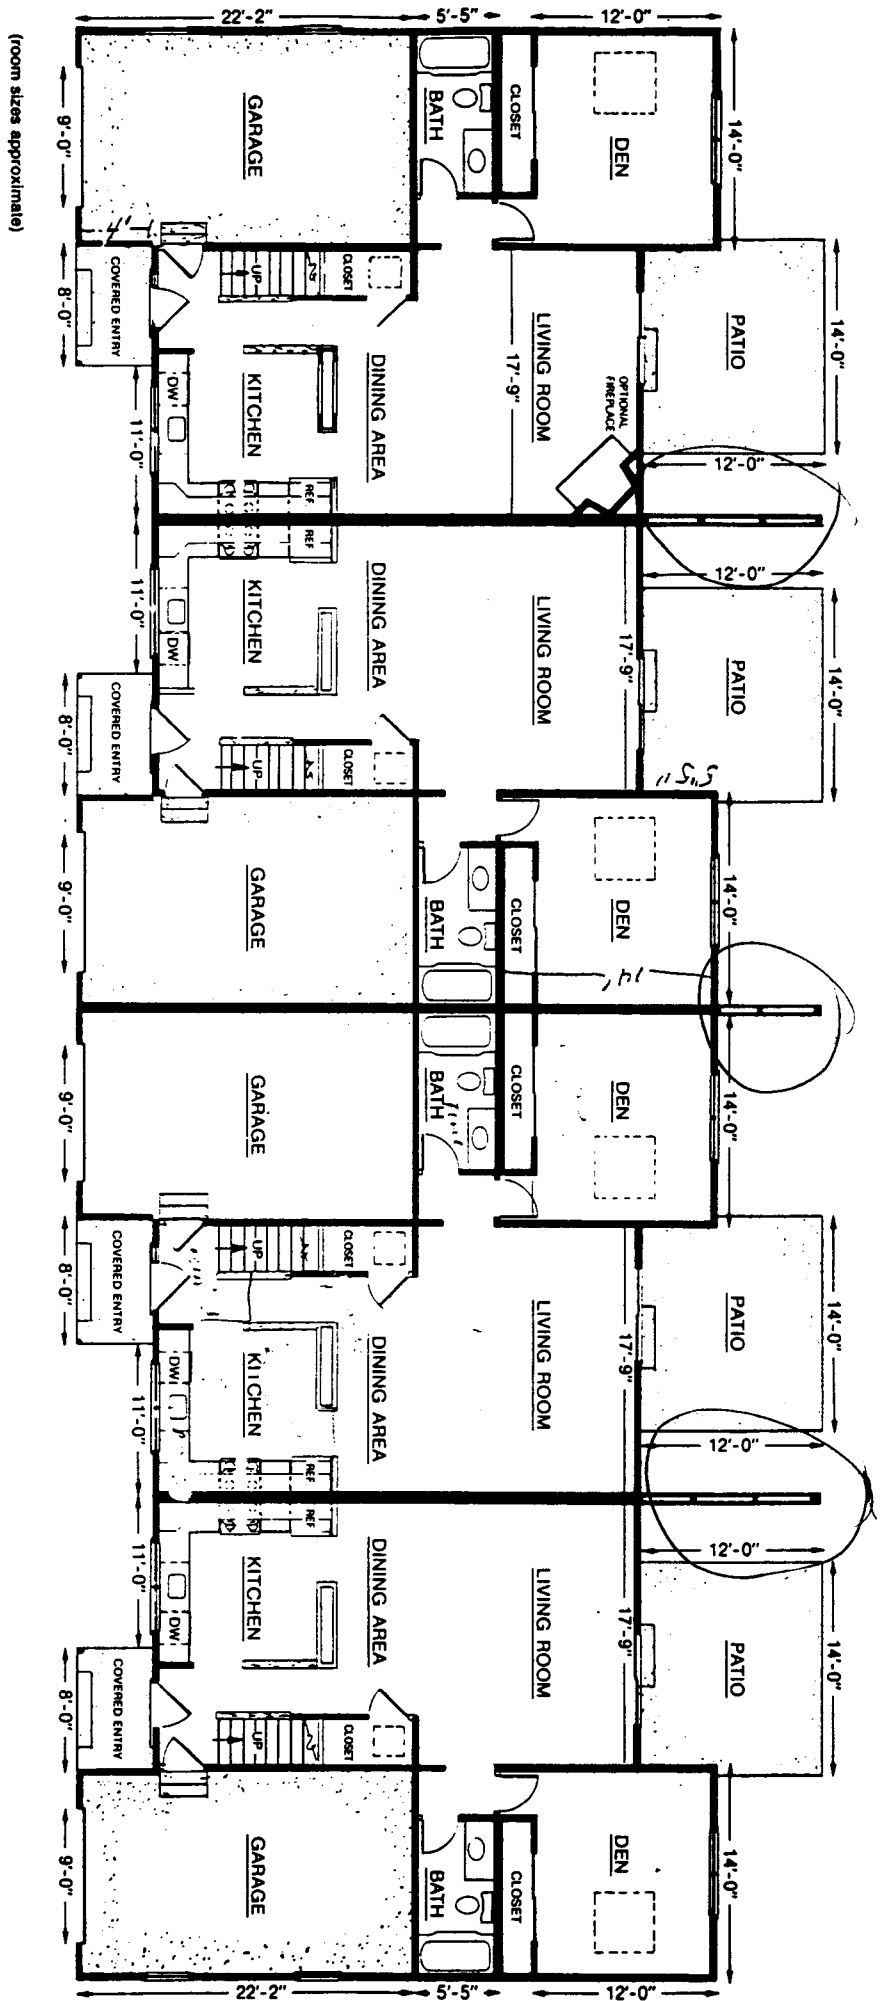 22'-2"
5'-5"
12'-0"
(room sizes approximate)
9'-0"
GARAGE
BATH
CLOSET
DEN
14'-0"
8'-0"
COVERED ENTRY
UP
CLOSET
LIVING ROOM
17'-9"
PATIO
14'-0"
12'-0"
OPTIONAL
FIREPLACE
DINING AREA
KITCHEN
DW
11'-0"
REF
REF
11'-0"
KITCHEN
DW
DINING AREA
LIVING ROOM
17'-9"
12'-0"
PATIO
14'-0"
8'-0"
COVERED ENTRY
UP
CLOSET
5'5"
9'-0"
GARAGE
BATH
CLOSET
DEN
14'-0"
14'
9'-0"
GARAGE
BATH
CLOSET
DEN
14'-0"
8'-0"
COVERED ENTRY
UP
CLOSET
LIVING ROOM
17'-9"
PATIO
14'-0"
12'-0"
DINING AREA
KITCHEN
DW
11'-0"
REF
REF
11'-0"
KITCHEN
DW
DINING AREA
LIVING ROOM
17'-9"
12'-0"
PATIO
14'-0"
8'-0"
COVERED ENTRY
UP
CLOSET
9'-0"
GARAGE
BATH
CLOSET
DEN
14'-0"
22'-2"
5'-5"
12'-0"